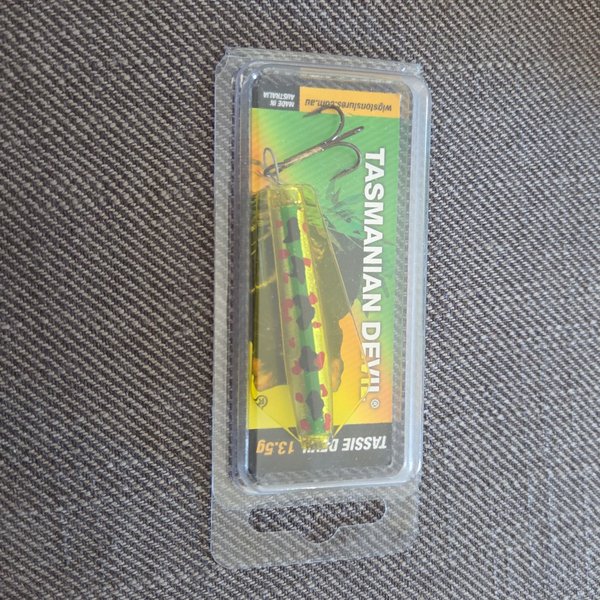 TASSIE DEVIL 13.5g
TASMANIAN DEVIL®
wigstonslures.com.au
MADE IN
AUSTRALIA